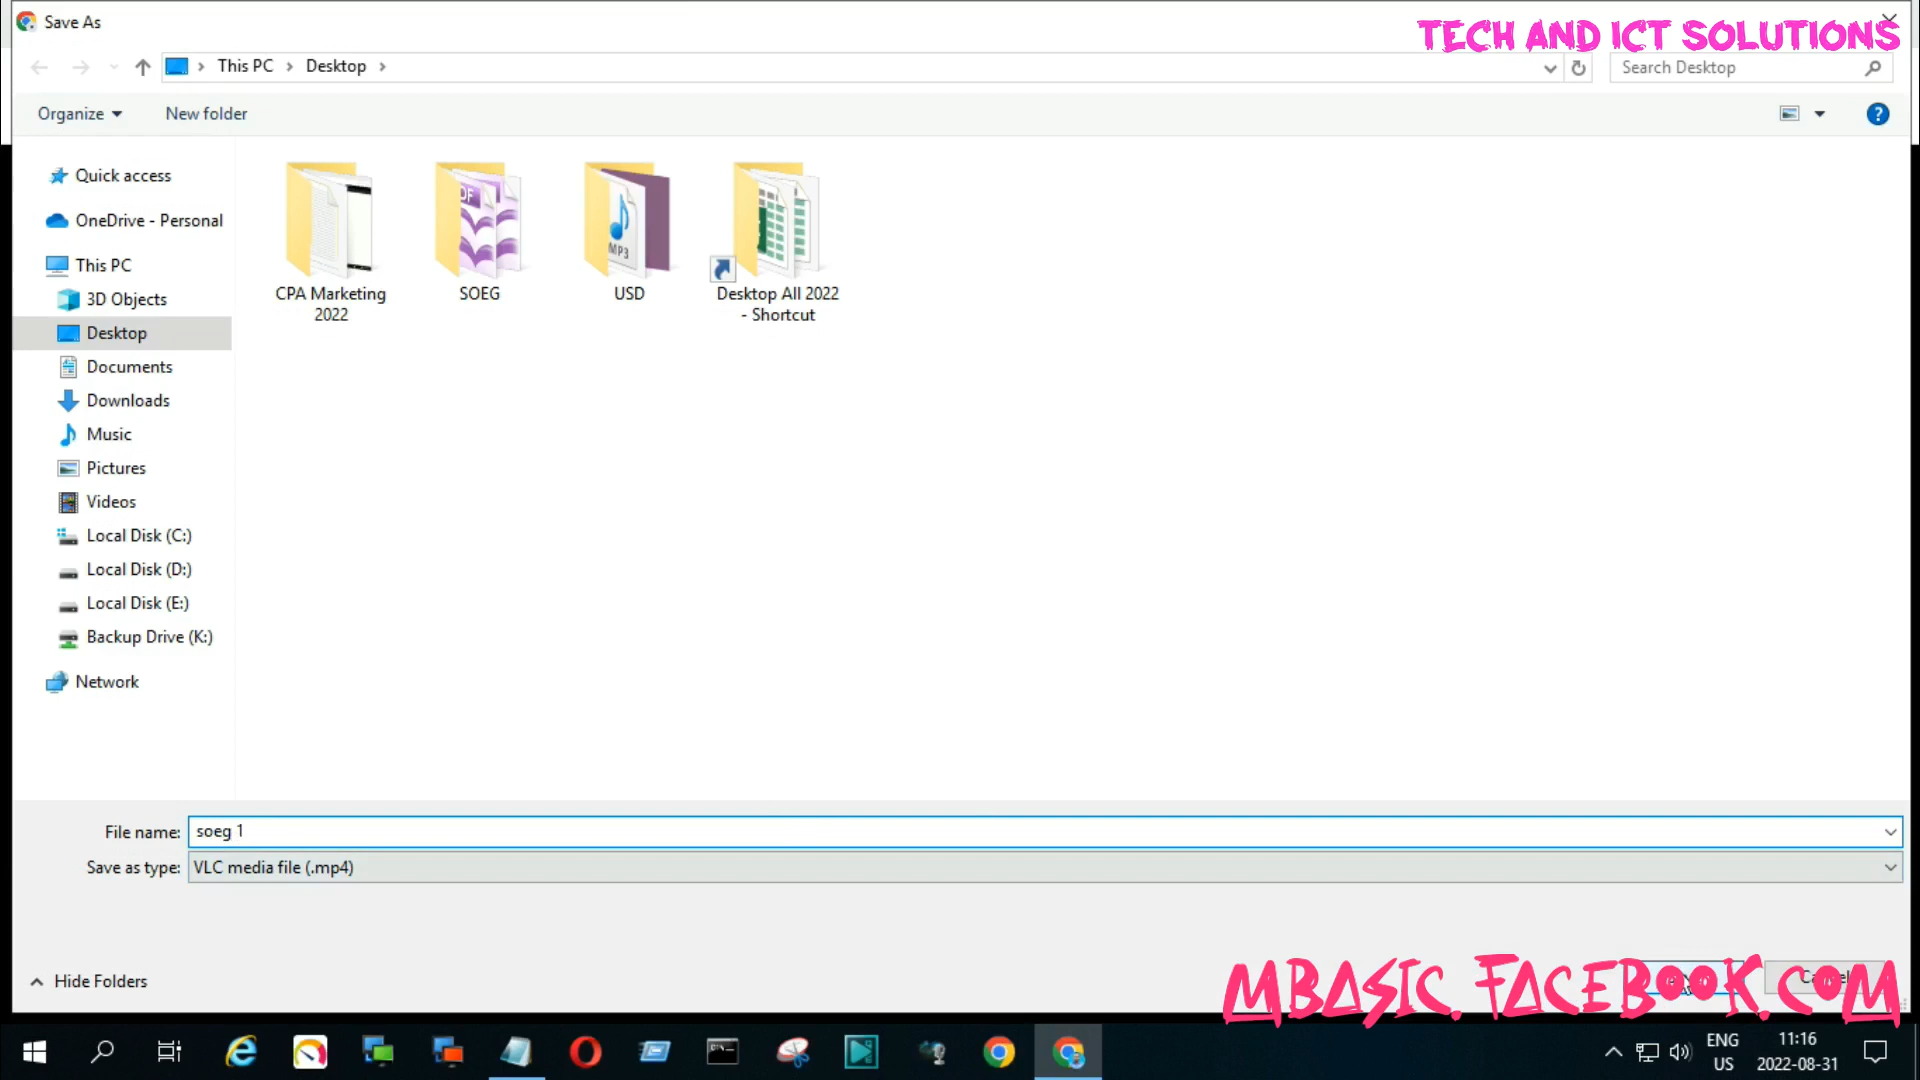 Save As
TECH AND ICT SOLUTIONS
This PC
Desktop
Search Desktop
Organize
New folder
Quick access
OneDrive - Personal
This PC
3D Objects
Desktop
Documents
Downloads
Music
Pictures
Videos
Local Disk (C:)
Local Disk (D:)
Local Disk (E:)
Backup Drive (K:)
Network
CPA Marketing
2022
SOEG
USD
Desktop All 2022
- Shortcut
MP3
File name:
soeg 1
Save as type:
VLC media file (.mp4)
Hide Folders
MBASIC.FACEBOOK.COM
ENG
US
11:16
2022-08-31